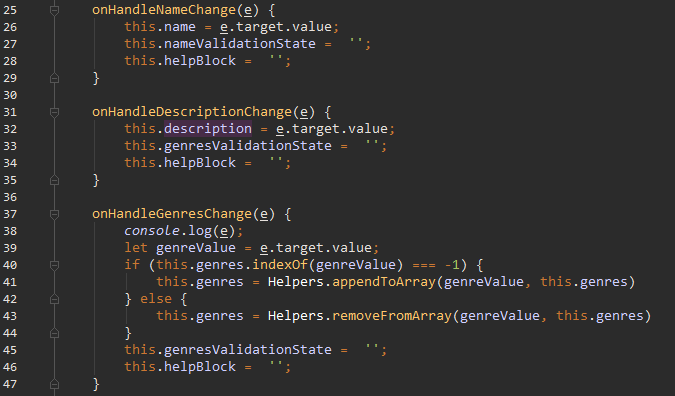 25 onHandleNameChange(e) {
26 this.name = e.target.value;
27 this.nameValidationState = '';
28 this.helpBlock = '';
29 }
30
31 onHandleDescriptionChange(e) {
32 this.description = e.target.value;
33 this.genresValidationState = '';
34 this.helpBlock = '';
35 }
36
37 onHandleGenresChange(e) {
38 console.log(e);
39 let genreValue = e.target.value;
40 if (this.genres.indexOf(genreValue) === -1) {
41 this.genres = Helpers.appendToArray(genreValue, this.genres)
42 } else {
43 this.genres = Helpers.removeFromArray(genreValue, this.genres)
44 }
45 this.genresValidationState = '';
46 this.helpBlock = '';
47 }